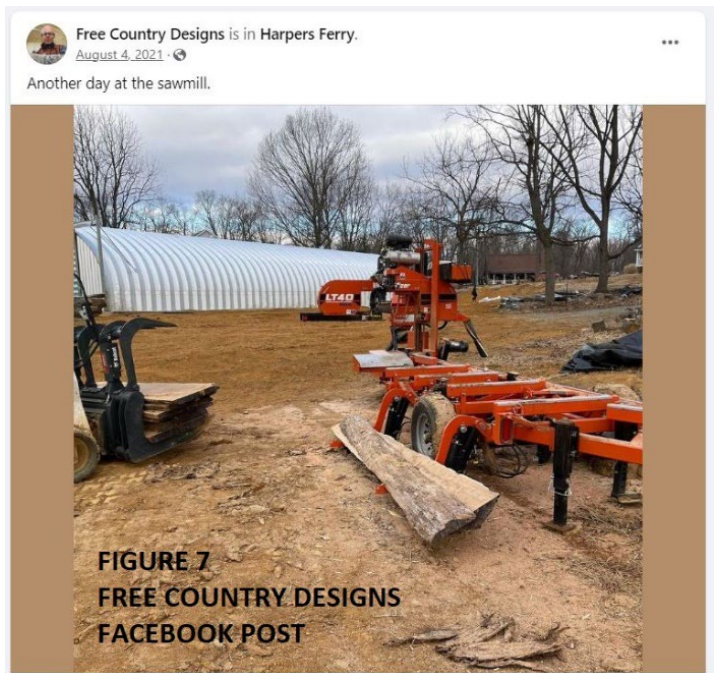 Free Country Designs is in Harpers Ferry.
August 4, 2021 ·
Another day at the sawmill.
LT40
FIGURE 7
FREE COUNTRY DESIGNS
FACEBOOK POST